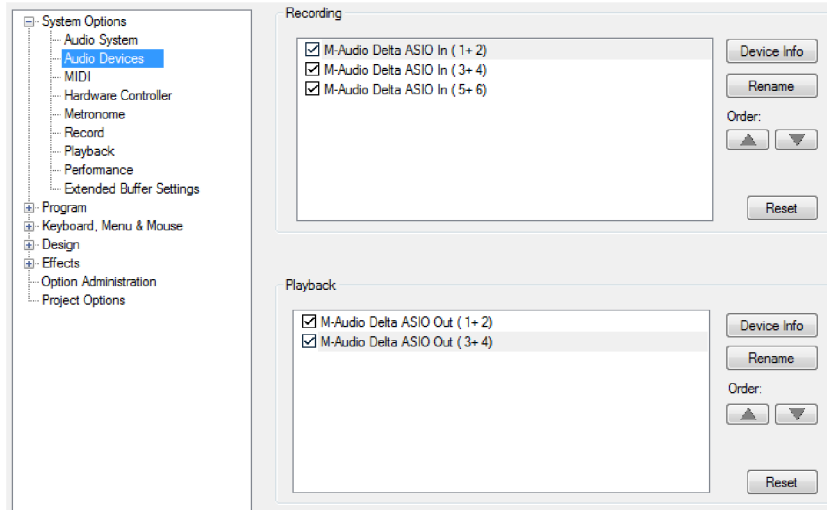 System Options
Audio System
Audio Devices
MIDI
Hardware Controller
Metronome
Record
Playback
Performance
Extended Buffer Settings
Program
Keyboard, Menu & Mouse
Design
Effects
Option Administration
Project Options
Recording
M-Audio Delta ASIO In ( 1+ 2)
M-Audio Delta ASIO In ( 3+ 4)
M-Audio Delta ASIO In ( 5+ 6)
Device Info
Rename
Order:
Reset
Playback
M-Audio Delta ASIO Out ( 1+ 2)
M-Audio Delta ASIO Out ( 3+ 4)
Device Info
Rename
Order:
Reset